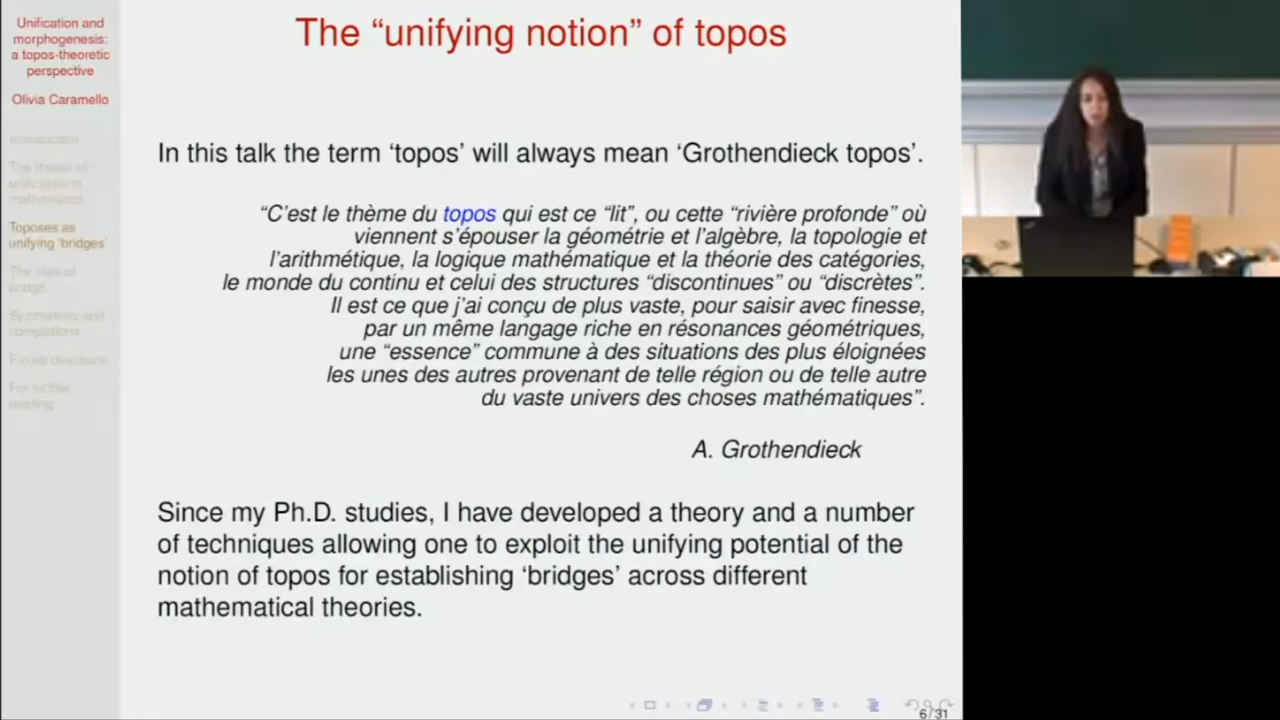 Unification and
morphogenesis:
a topos-theoretic
perspective
Olivia Caramello
Introduction
The theme of
unification in
mathematics
Toposes as
unifying ‘bridges’
The idea of
bridge
Symmetries and
completions
Future directions
For further
reading
The “unifying notion” of topos
In this talk the term ‘topos’ will always mean ‘Grothendieck topos’.
“C’est le thème du topos qui est ce “lit”, ou cette “rivière profonde” où
viennent s’épouser la géométrie et l’algèbre, la topologie et
l’arithmétique, la logique mathématique et la théorie des catégories,
le monde du continu et celui des structures “discontinues” ou “discrètes”.
Il est ce que j’ai conçu de plus vaste, pour saisir avec finesse,
par un même langage riche en résonances géométriques,
une “essence” commune à des situations des plus éloignées
les unes des autres provenant de telle région ou de telle autre
du vaste univers des choses mathématiques”.
A. Grothendieck
Since my Ph.D. studies, I have developed a theory and a number
of techniques allowing one to exploit the unifying potential of the
notion of topos for establishing ‘bridges’ across different
mathematical theories.
6/31